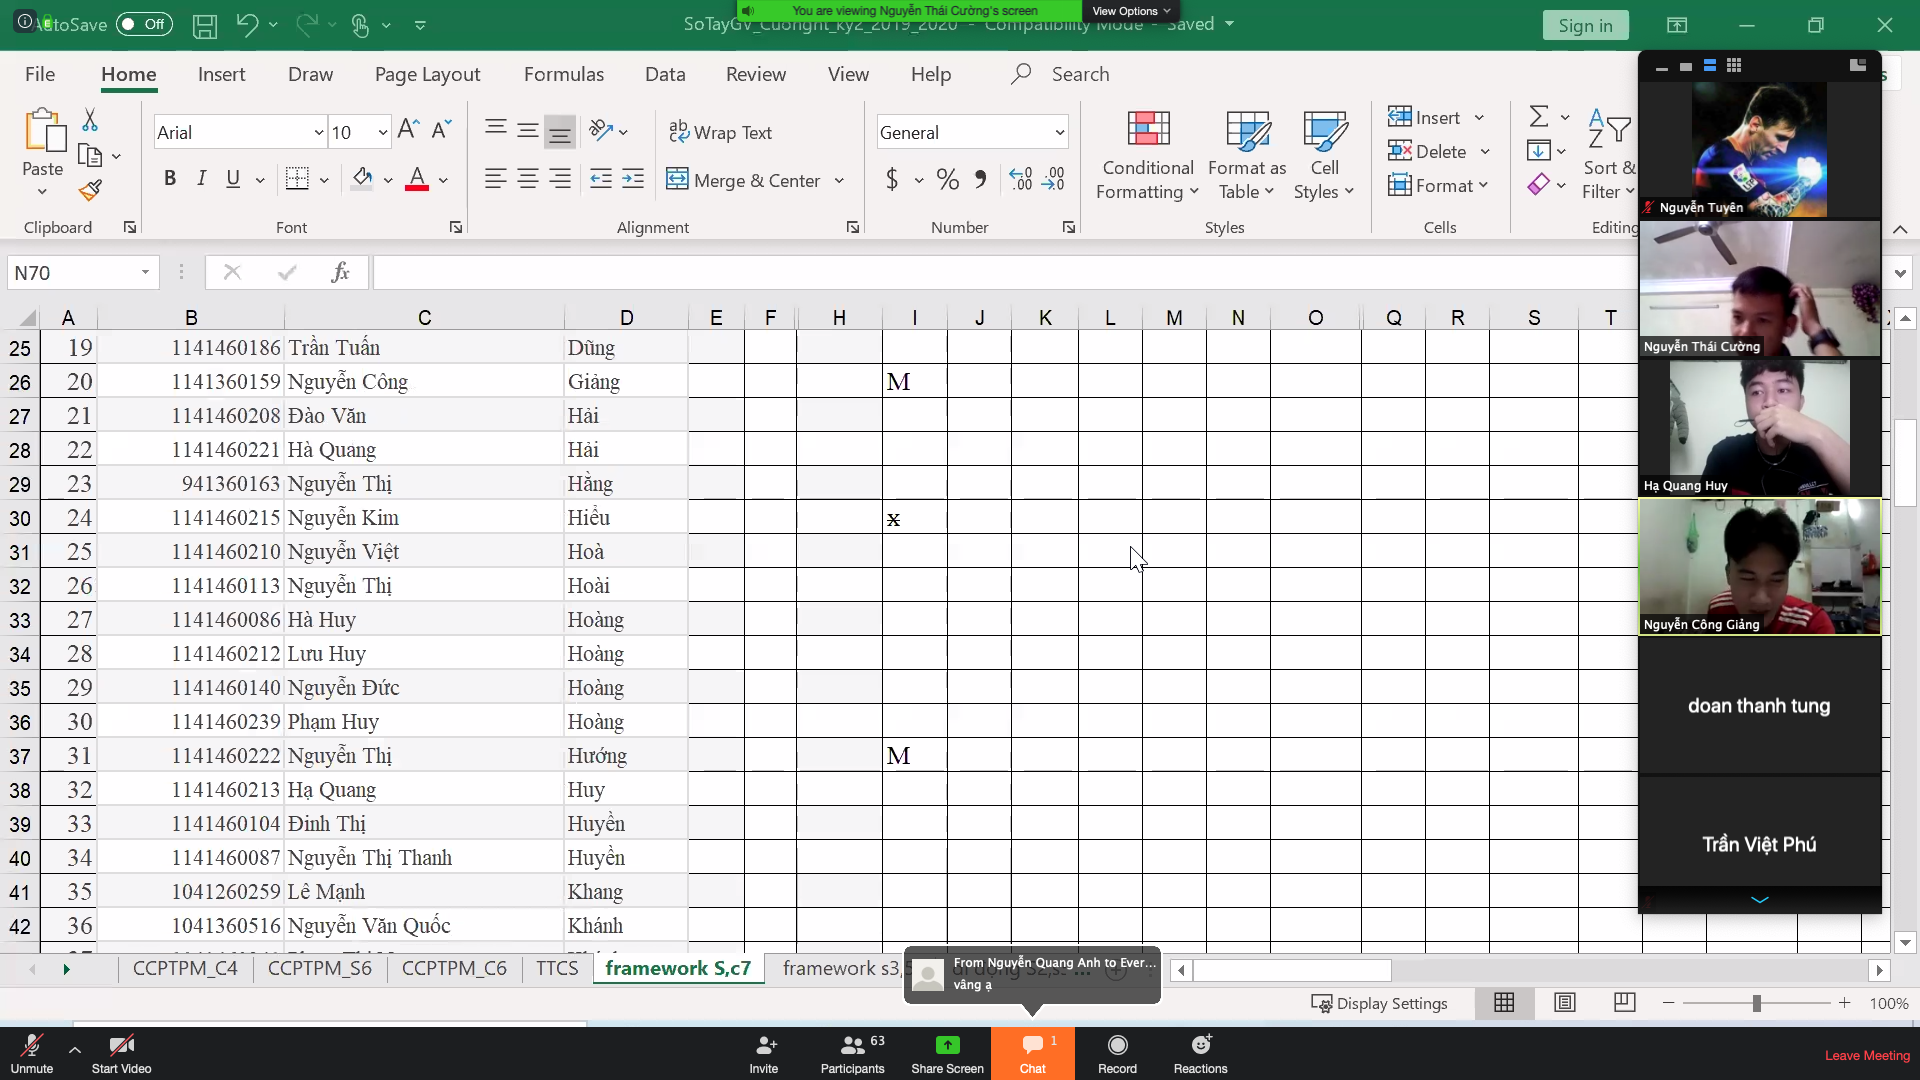 You are viewing Nguyễn Thái Cường's screen
View Options
AutoSave Off
SoTayGV_Cuonght_ky2_2019_2020 - Compatibility Mode - Saved
Sign in
File Home Insert Draw Page Layout Formulas Data Review View Help Search
Arial 10
Wrap Text
General
Insert
Paste
Conditional Formatting
Format as Table
Cell Styles
Delete
Sort & Filter
B I U
Merge & Center
$ % 9
Format
Clipboard Font Alignment Number Styles Cells Editing
N70
fx
A B C D E F H I J K L M N O Q R S T
25 19 1141460186 Trần Tuấn Dũng
26 20 1141360159 Nguyễn Công Giảng M
27 21 1141460208 Đào Văn Hải
28 22 1141460221 Hà Quang Hải
29 23 941360163 Nguyễn Thị Hằng
30 24 1141460215 Nguyễn Kim Hiểu x
31 25 1141460210 Nguyễn Việt Hoà
32 26 1141460113 Nguyễn Thị Hoài
33 27 1141460086 Hà Huy Hoàng
34 28 1141460212 Lưu Huy Hoàng
35 29 1141460140 Nguyễn Đức Hoàng
36 30 1141460239 Phạm Huy Hoàng
37 31 1141460222 Nguyễn Thị Hướng M
38 32 1141460213 Hạ Quang Huy
39 33 1141460104 Đinh Thị Huyền
40 34 1141460087 Nguyễn Thị Thanh Huyền
41 35 1041260259 Lê Mạnh Khang
42 36 1041360516 Nguyễn Văn Quốc Khánh
Nguyễn Tuyên
Nguyễn Thái Cường
Hạ Quang Huy
Nguyễn Công Giảng
doan thanh tung
Trần Việt Phú
CCPTPM_C4 CCPTPM_S6 CCPTPM_C6 TTCS framework S,c7 framework s3,
From Nguyễn Quang Anh to Ever...
vâng ạ
Display Settings
100%
Unmute
Start Video
Invite
Participants 63
Share Screen
Chat 1
Record
Reactions
Leave Meeting